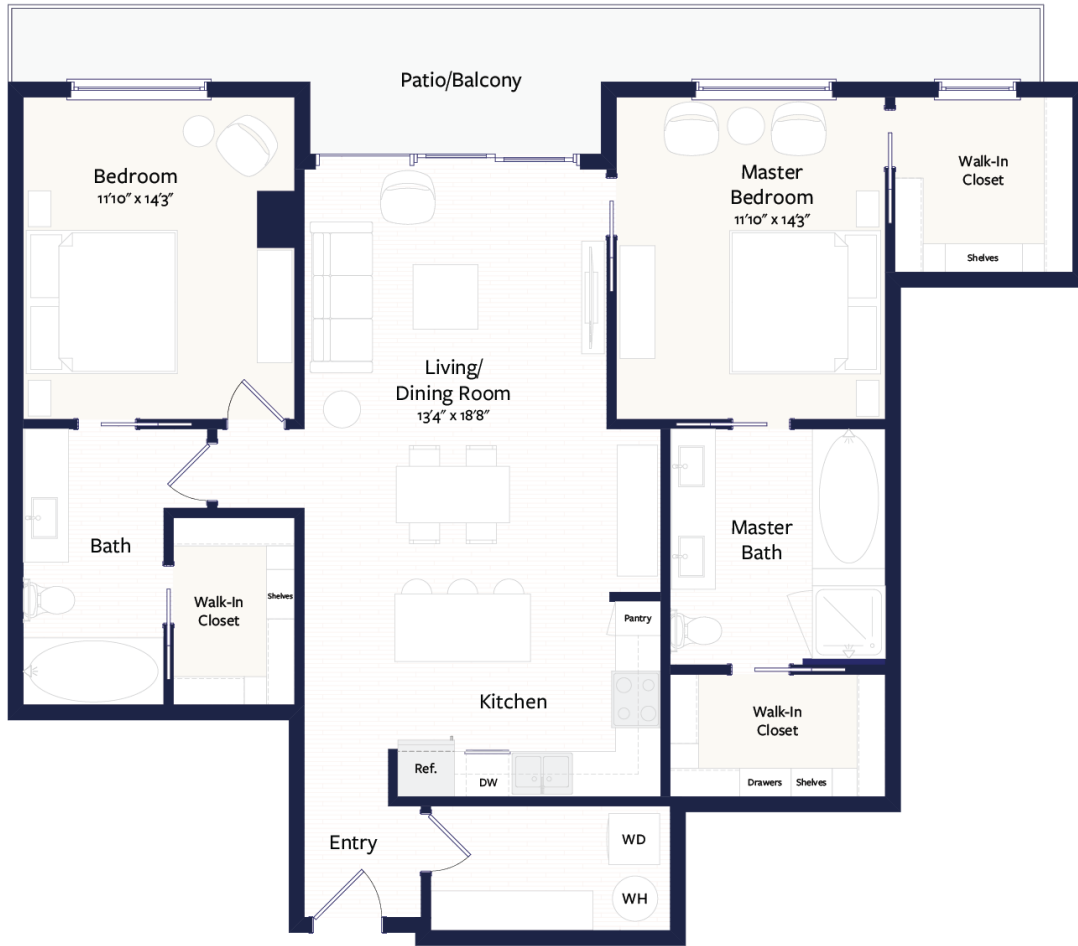 Patio/Balcony
Bedroom
11'10" x 14'3"
Master
Bedroom
11'10" x 14'3"
Walk-In
Closet
Shelves
Living/
Dining Room
13'4" x 18'8"
Bath
Walk-In
Closet
Shelves
Master
Bath
Pantry
Kitchen
Walk-In
Closet
Drawers
Shelves
Ref.
DW
Entry
WD
WH